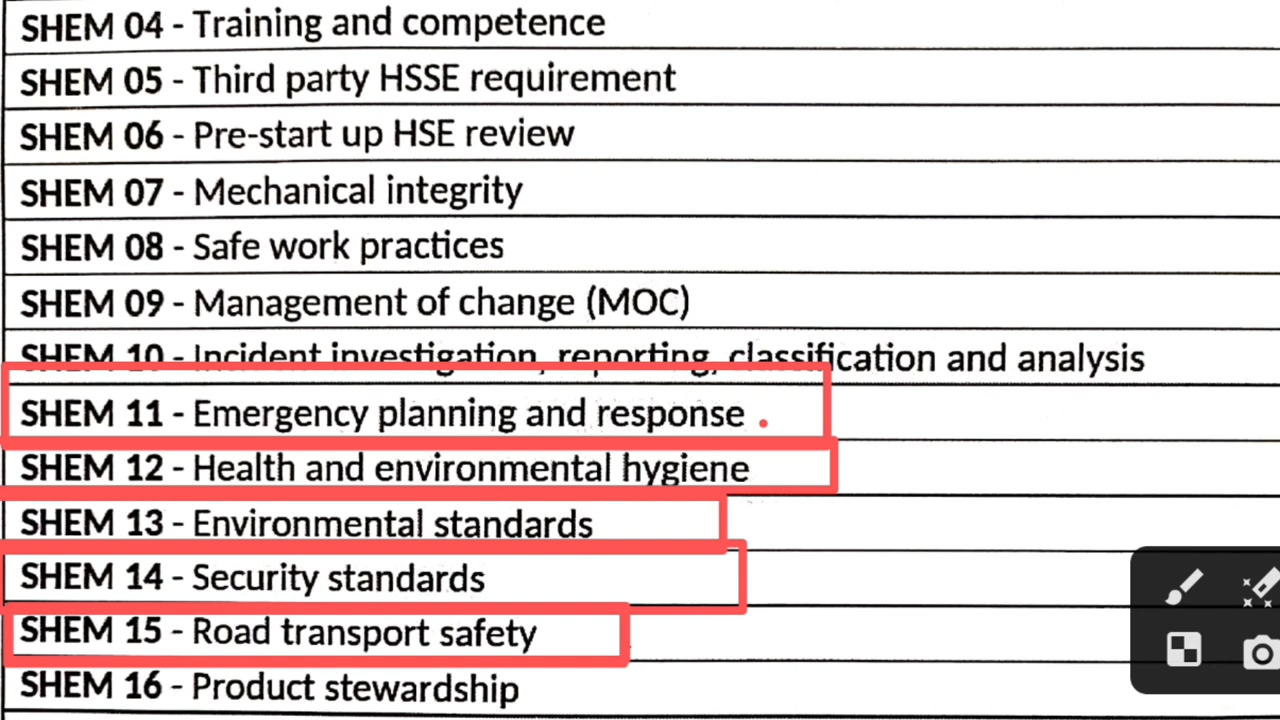 SHEM 04 - Training and competence
SHEM 05 - Third party HSSE requirement
SHEM 06 - Pre-start up HSE review
SHEM 07 - Mechanical integrity
SHEM 08 - Safe work practices
SHEM 09 - Management of change (MOC)
SHEM 10 - Incident investigation, reporting, classification and analysis
SHEM 11 - Emergency planning and response
SHEM 12 - Health and environmental hygiene
SHEM 13 - Environmental standards
SHEM 14 - Security standards
SHEM 15 - Road transport safety
SHEM 16 - Product stewardship